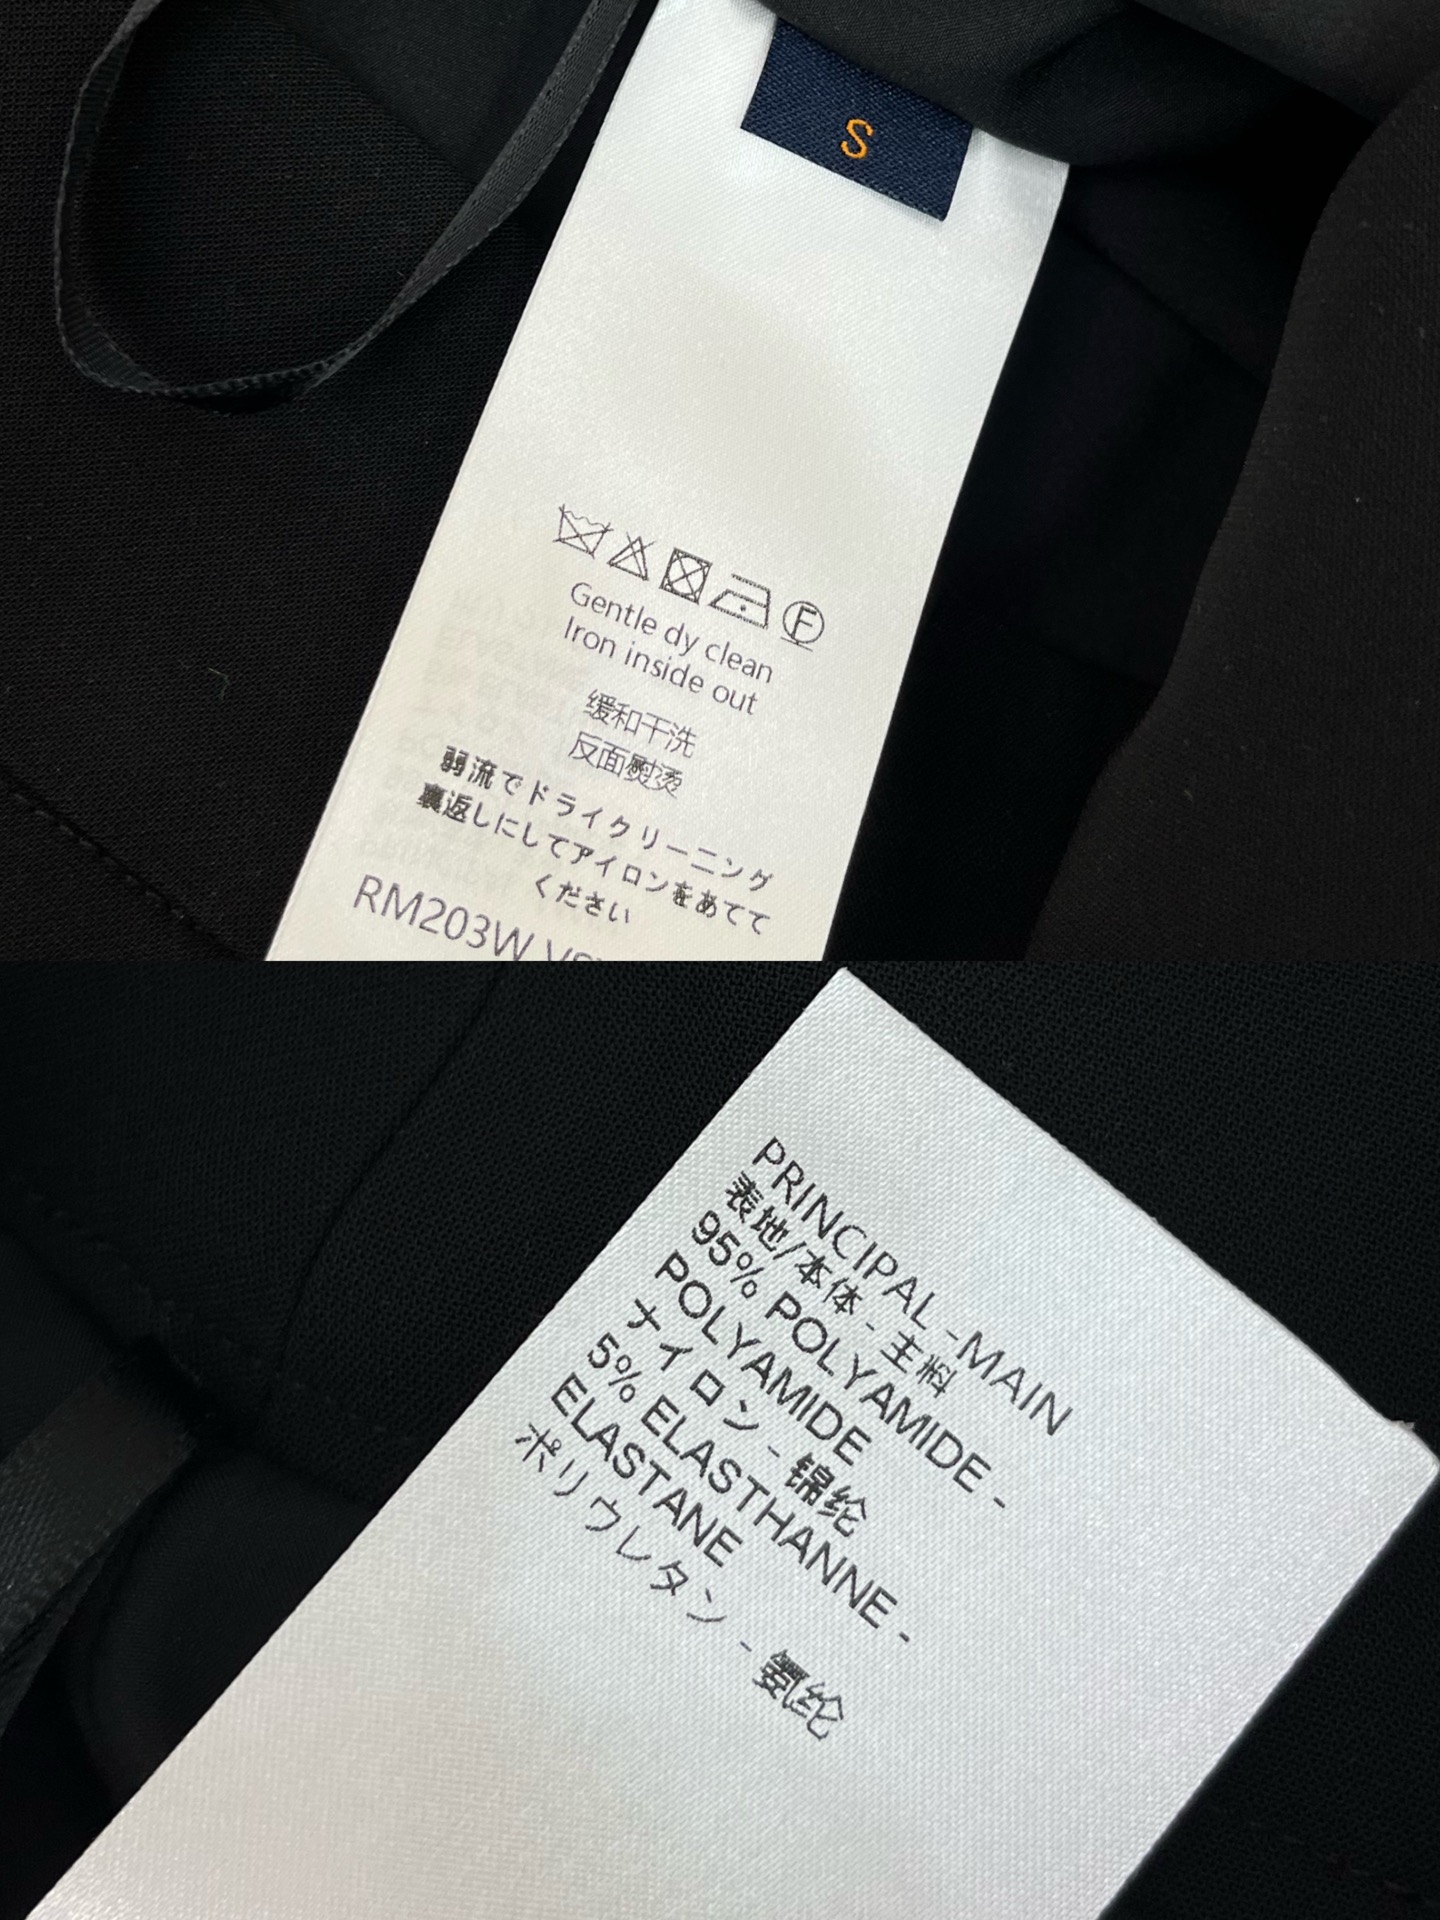 S
Gentle dy clean
Iron inside out
缓和干洗
反面熨烫
弱流でドライクリーニング
裏返しにしてアイロンをあてて
ください
RM203W
PRINCIPAL -MAIN
表地/本体 - 主料
95% POLYAMIDE -
POLYAMIDE
ナイロン - 锦纶
5% ELASTHANNE -
ELASTANE
ポリウレタン - 氨纶